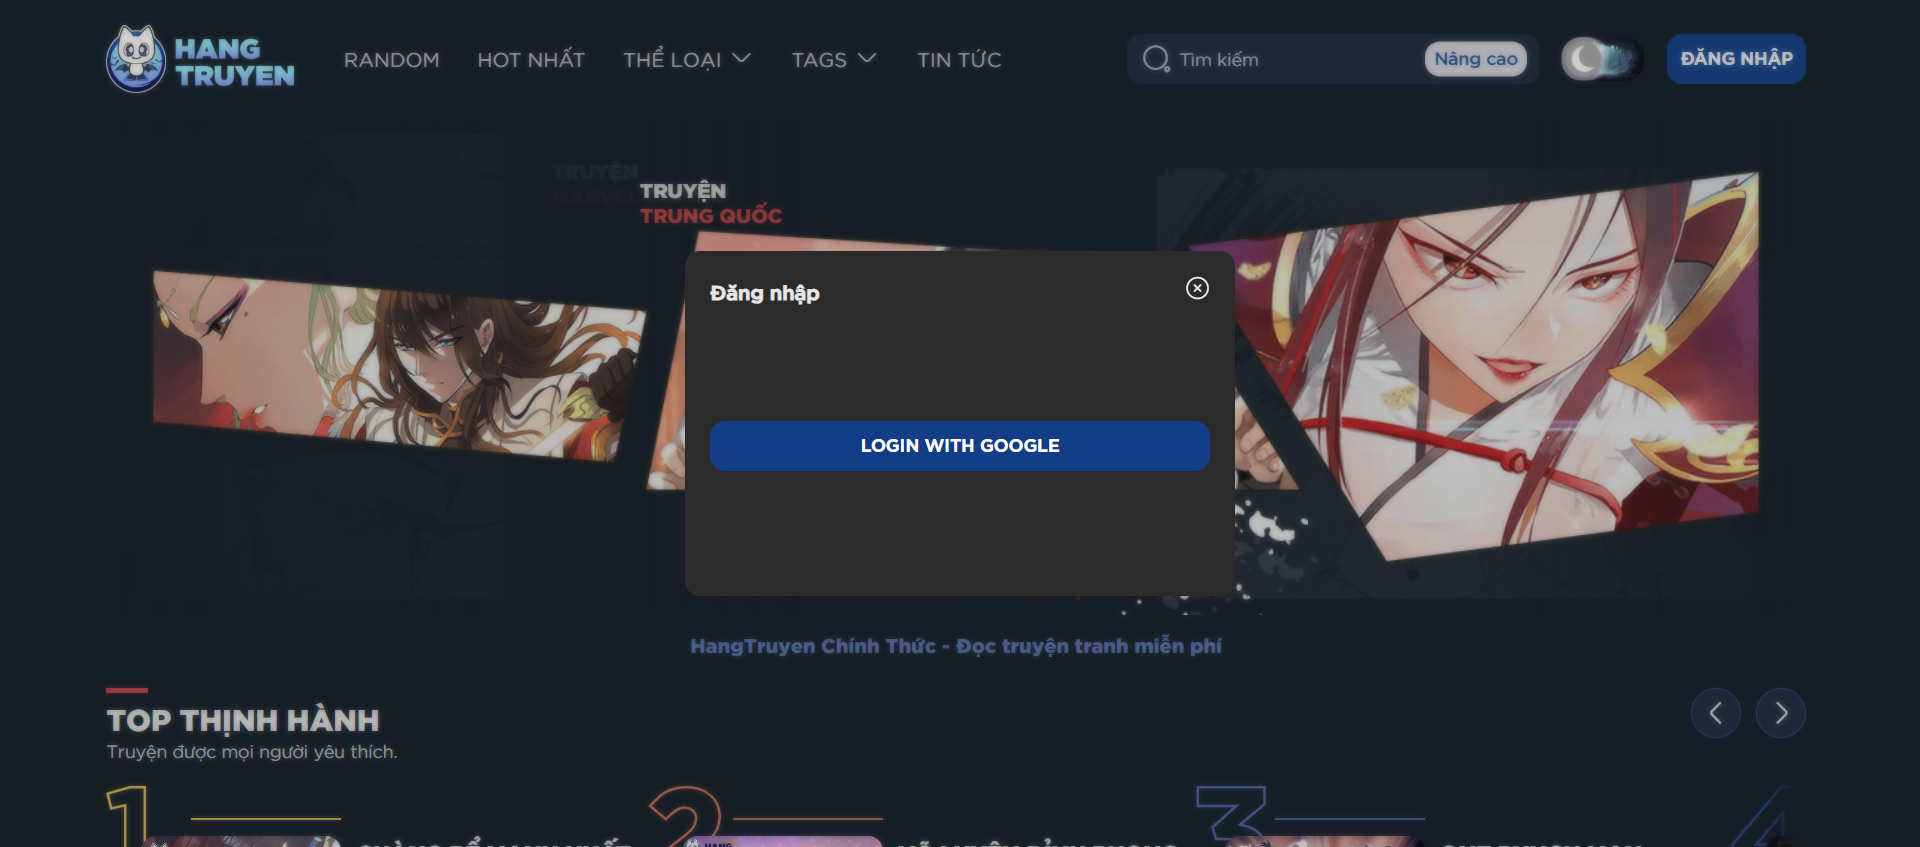 HANG
TRUYEN
RANDOM
HOT NHẤT
THỂ LOẠI
TAGS
TIN TỨC
Tìm kiếm
Nâng cao
ĐĂNG NHẬP
TRUYỆN
MARVEL
TRUYỆN
TRUNG QUỐC
Đăng nhập
LOGIN WITH GOOGLE
HangTruyen Chính Thức - Đọc truyện tranh miễn phí
TOP THỊNH HÀNH
Truyện được mọi người yêu thích.
1
2
3
4